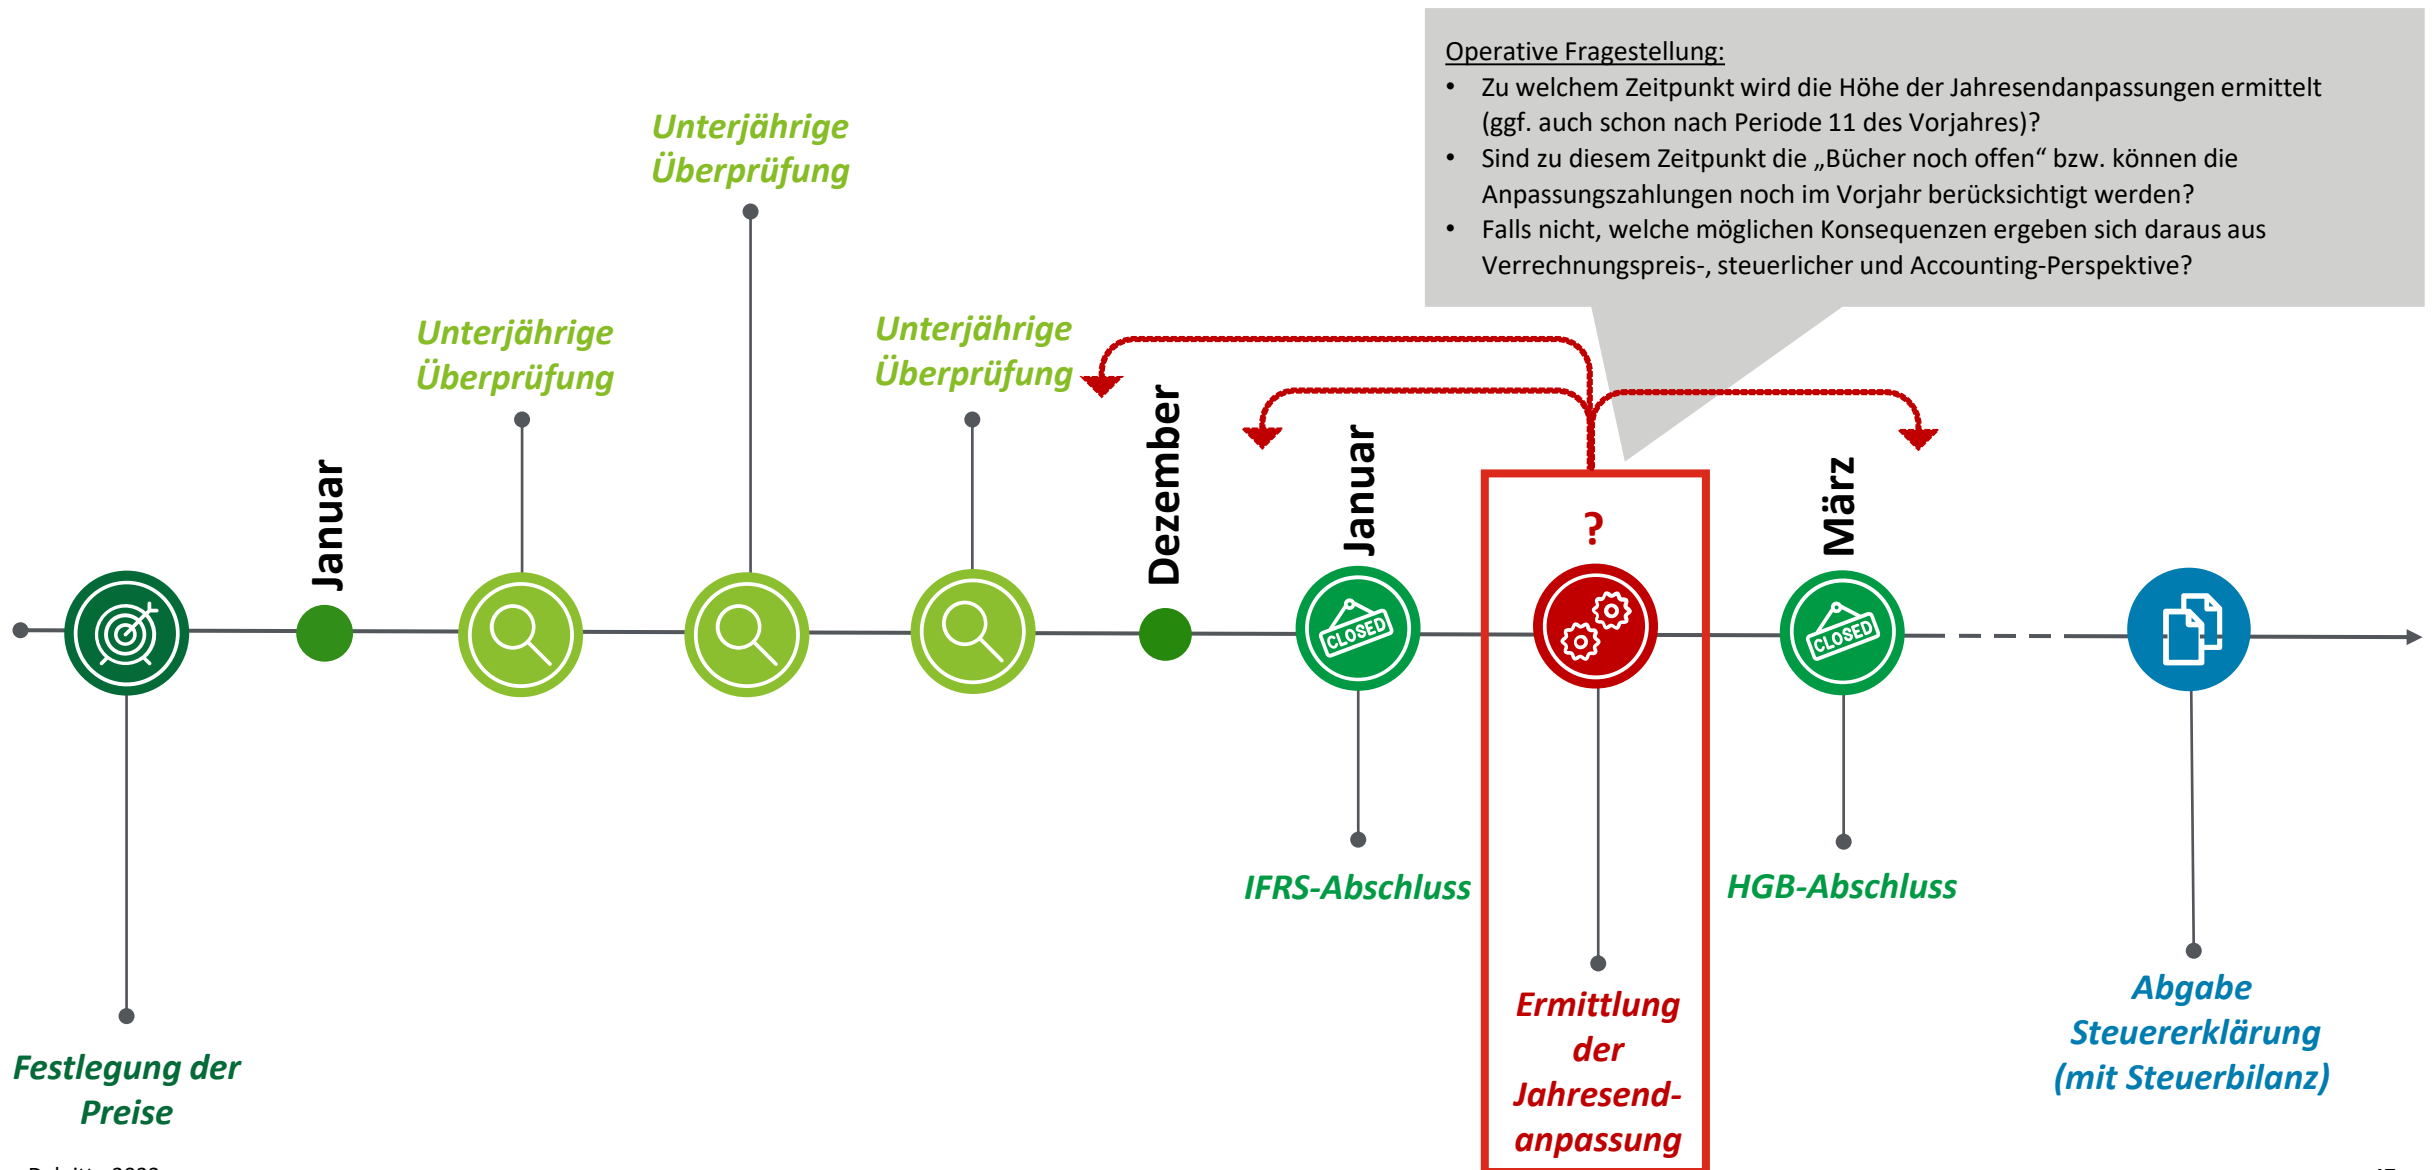 Operative Fragestellung:
• Zu welchem Zeitpunkt wird die Höhe der Jahresendanpassungen ermittelt
(ggf. auch schon nach Periode 11 des Vorjahres)?
• Sind zu diesem Zeitpunkt die „Bücher noch offen“ bzw. können die
Anpassungszahlungen noch im Vorjahr berücksichtigt werden?
• Falls nicht, welche möglichen Konsequenzen ergeben sich daraus aus
Verrechnungspreis-, steuerlicher und Accounting-Perspektive?
Unterjährige
Überprüfung
Unterjährige
Überprüfung
Unterjährige
Überprüfung
Januar
Dezember
Januar
?
März
CLOSED
CLOSED
IFRS-Abschluss
HGB-Abschluss
Festlegung der
Preise
Ermittlung
der
Jahresend-
anpassung
Abgabe
Steuererklärung
(mit Steuerbilanz)